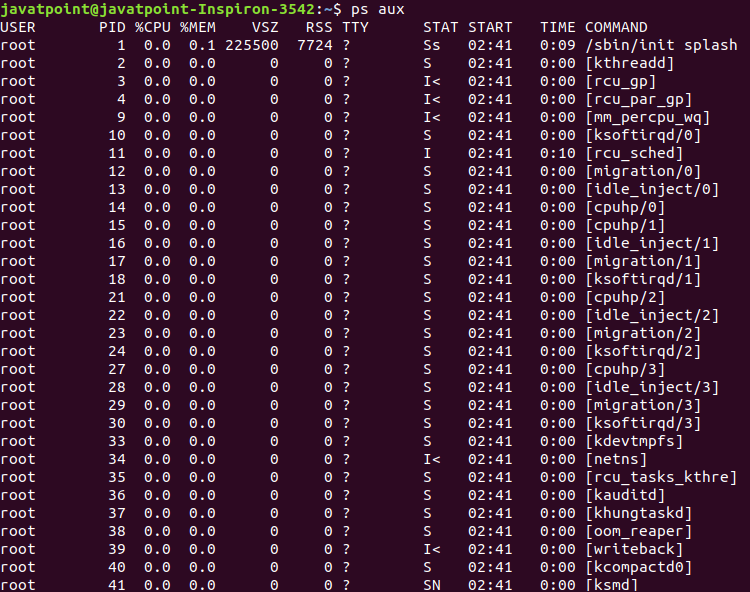 javatpoint@javatpoint-Inspiron-3542:~$ ps aux
USER       PID %CPU %MEM    VSZ   RSS TTY      STAT START   TIME COMMAND
root         1  0.0  0.1 225500  7724 ?        Ss   02:41   0:09 /sbin/init splash
root         2  0.0  0.0      0     0 ?        S    02:41   0:00 [kthreadd]
root         3  0.0  0.0      0     0 ?        I<   02:41   0:00 [rcu_gp]
root         4  0.0  0.0      0     0 ?        I<   02:41   0:00 [rcu_par_gp]
root         9  0.0  0.0      0     0 ?        I<   02:41   0:00 [mm_percpu_wq]
root        10  0.0  0.0      0     0 ?        S    02:41   0:00 [ksoftirqd/0]
root        11  0.0  0.0      0     0 ?        I    02:41   0:10 [rcu_sched]
root        12  0.0  0.0      0     0 ?        S    02:41   0:00 [migration/0]
root        13  0.0  0.0      0     0 ?        S    02:41   0:00 [idle_inject/0]
root        14  0.0  0.0      0     0 ?        S    02:41   0:00 [cpuhp/0]
root        15  0.0  0.0      0     0 ?        S    02:41   0:00 [cpuhp/1]
root        16  0.0  0.0      0     0 ?        S    02:41   0:00 [idle_inject/1]
root        17  0.0  0.0      0     0 ?        S    02:41   0:00 [migration/1]
root        18  0.0  0.0      0     0 ?        S    02:41   0:00 [ksoftirqd/1]
root        21  0.0  0.0      0     0 ?        S    02:41   0:00 [cpuhp/2]
root        22  0.0  0.0      0     0 ?        S    02:41   0:00 [idle_inject/2]
root        23  0.0  0.0      0     0 ?        S    02:41   0:00 [migration/2]
root        24  0.0  0.0      0     0 ?        S    02:41   0:00 [ksoftirqd/2]
root        27  0.0  0.0      0     0 ?        S    02:41   0:00 [cpuhp/3]
root        28  0.0  0.0      0     0 ?        S    02:41   0:00 [idle_inject/3]
root        29  0.0  0.0      0     0 ?        S    02:41   0:00 [migration/3]
root        30  0.0  0.0      0     0 ?        S    02:41   0:00 [ksoftirqd/3]
root        33  0.0  0.0      0     0 ?        S    02:41   0:00 [kdevtmpfs]
root        34  0.0  0.0      0     0 ?        I<   02:41   0:00 [netns]
root        35  0.0  0.0      0     0 ?        S    02:41   0:00 [rcu_tasks_kthre]
root        36  0.0  0.0      0     0 ?        S    02:41   0:00 [kauditd]
root        37  0.0  0.0      0     0 ?        S    02:41   0:00 [khungtaskd]
root        38  0.0  0.0      0     0 ?        S    02:41   0:00 [oom_reaper]
root        39  0.0  0.0      0     0 ?        I<   02:41   0:00 [writeback]
root        40  0.0  0.0      0     0 ?        S    02:41   0:00 [kcompactd0]
root        41  0.0  0.0      0     0 ?        SN   02:41   0:00 [ksmd]